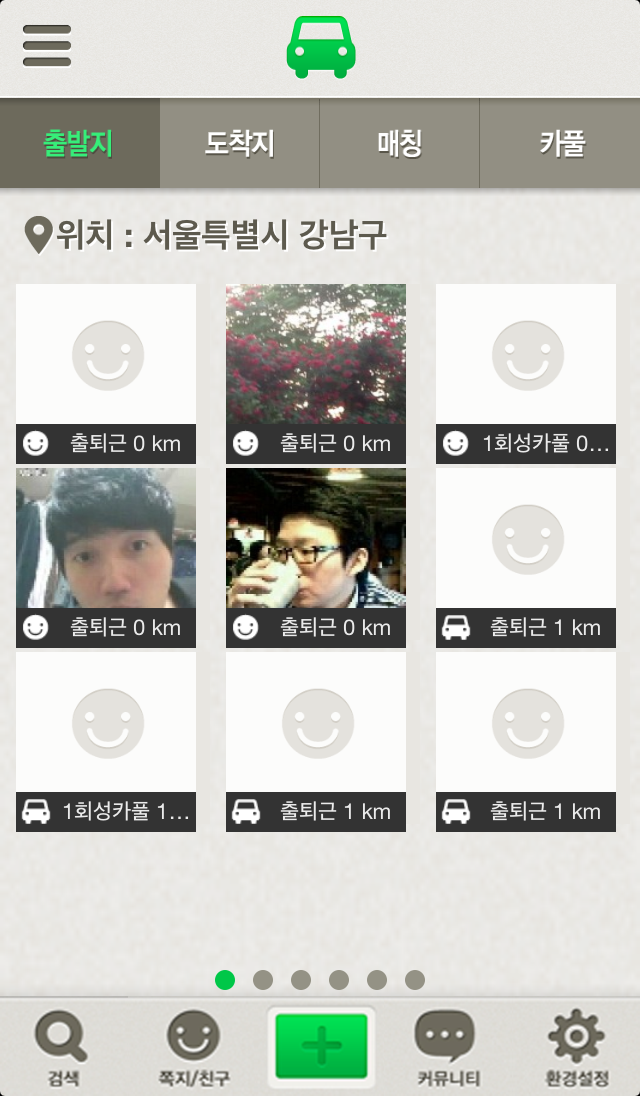 출발지 도착지 매칭 카풀
위치 : 서울특별시 강남구
출퇴근 0 km 출퇴근 0 km 1회성카풀 0...
출퇴근 0 km 출퇴근 0 km 출퇴근 1 km
1회성카풀 1... 출퇴근 1 km 출퇴근 1 km
검색 쪽지/친구 커뮤니티 환경설정